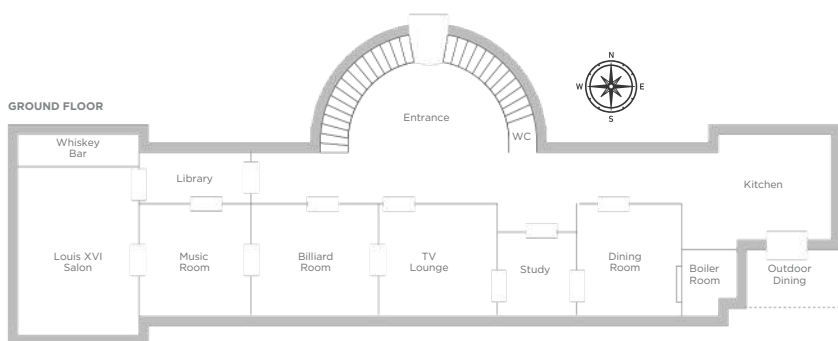 N
W
E
S
GROUND FLOOR
Entrance
WC
Whiskey
Bar
Library
Kitchen
Louis XVI
Salon
Music
Room
Billiard
Room
TV
Lounge
Study
Dining
Room
Boiler
Room
Outdoor
Dining